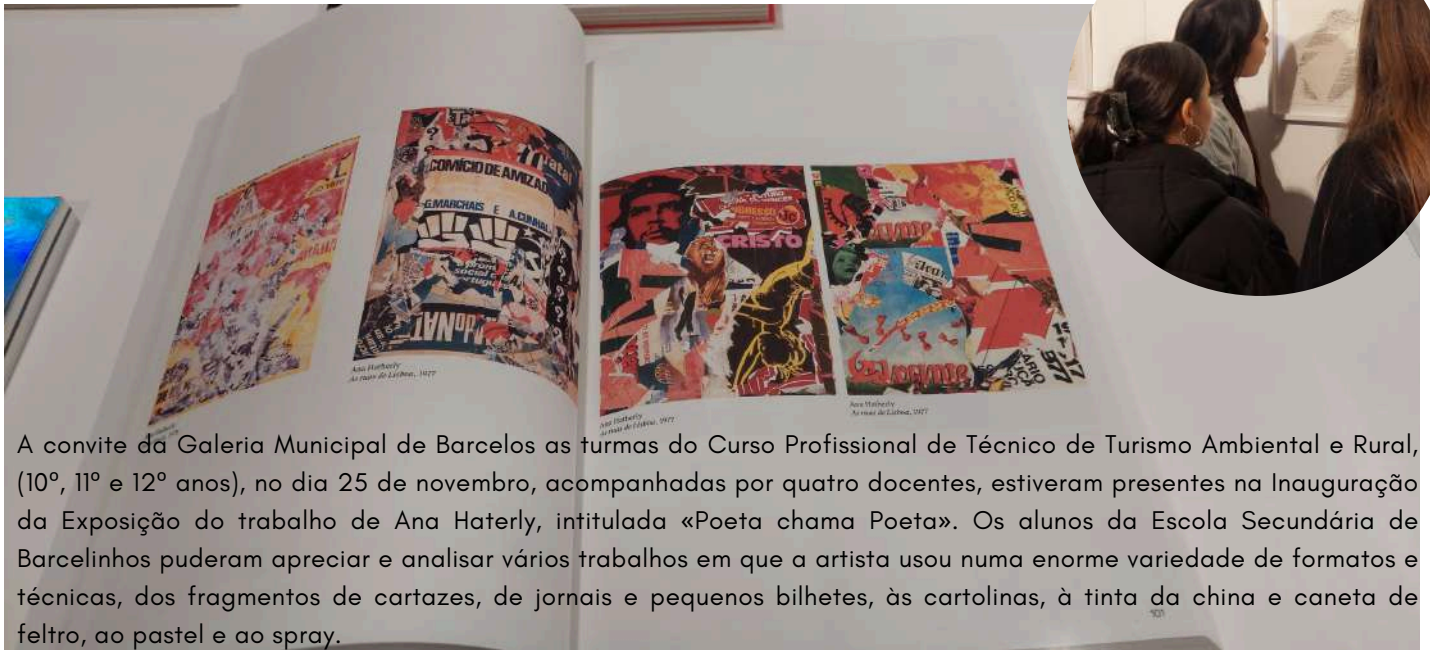 COMÍCIO DE AMIZAD
G.MARCHAIS E A.CUNHAL
CRISTO
Ana Hatherly
As ruas de Lisboa, 1977
Ana Hatherly
As ruas de Lisboa, 1977
Ana Hatherly
As ruas de Lisboa, 1977
A convite da Galeria Municipal de Barcelos as turmas do Curso Profissional de Técnico de Turismo Ambiental e Rural,
(10º, 11º e 12º anos), no dia 25 de novembro, acompanhadas por quatro docentes, estiveram presentes na Inauguração
da Exposição do trabalho de Ana Haterly, intitulada «Poeta chama Poeta». Os alunos da Escola Secundária de
Barcelinhos puderam apreciar e analisar vários trabalhos em que a artista usou numa enorme variedade de formatos e
técnicas, dos fragmentos de cartazes, de jornais e pequenos bilhetes, às cartolinas, à tinta da china e caneta de
feltro, ao pastel e ao spray.
101